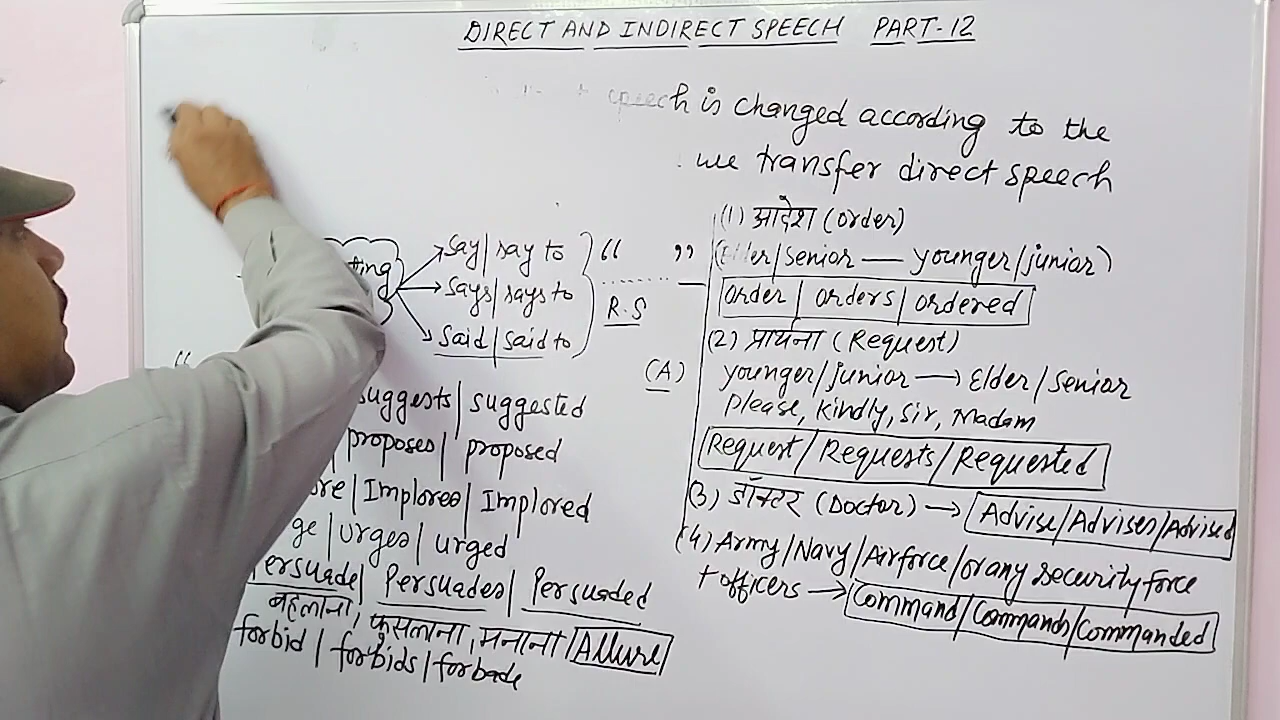 DIRECT AND INDIRECT SPEECH PART-12
speech is changed according to the
we transfer direct speech
Say/say to
Says/says to
Said/Said to
“ ”
R.S
“
suggests/suggested
proposes/proposed
Implores/Implored
urges/urged
Persuade/Persuades/Persuaded
बहलाना, फुसलाना, मनाना/Allure
forbid/forbids/forbade
(A)
(1) आदेश (order)
(Elder/senior — younger/junior)
order/orders/ordered
(2) प्रार्थना (Request)
younger/junior → Elder/senior
Please, kindly, sir, Madam
Request/Requests/Requested
(3) डॉक्टर (Doctor) → Advise/Advises/Advised
(4) Army/Navy/Airforce/or any security force
+ officers → Command/Commands/Commanded